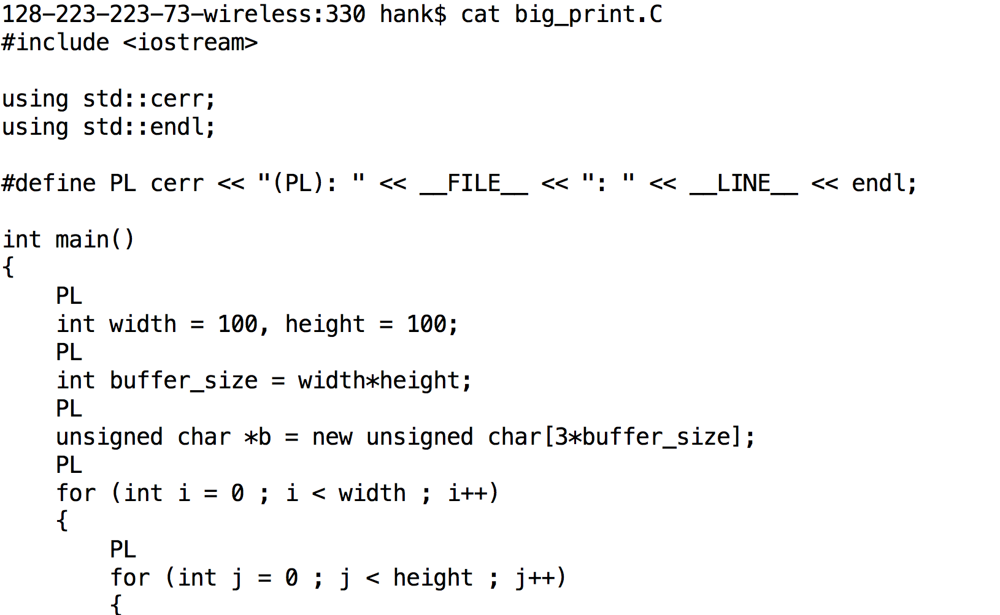 128-223-223-73-wireless:330 hank$ cat big_print.C
#include <iostream>

using std::cerr;
using std::endl;

#define PL cerr << "(PL): " << __FILE__ << ": " << __LINE__ << endl;

int main()
{
    PL
    int width = 100, height = 100;
    PL
    int buffer_size = width*height;
    PL
    unsigned char *b = new unsigned char[3*buffer_size];
    PL
    for (int i = 0 ; i < width ; i++)
    {
        PL
        for (int j = 0 ; j < height ; j++)
        {